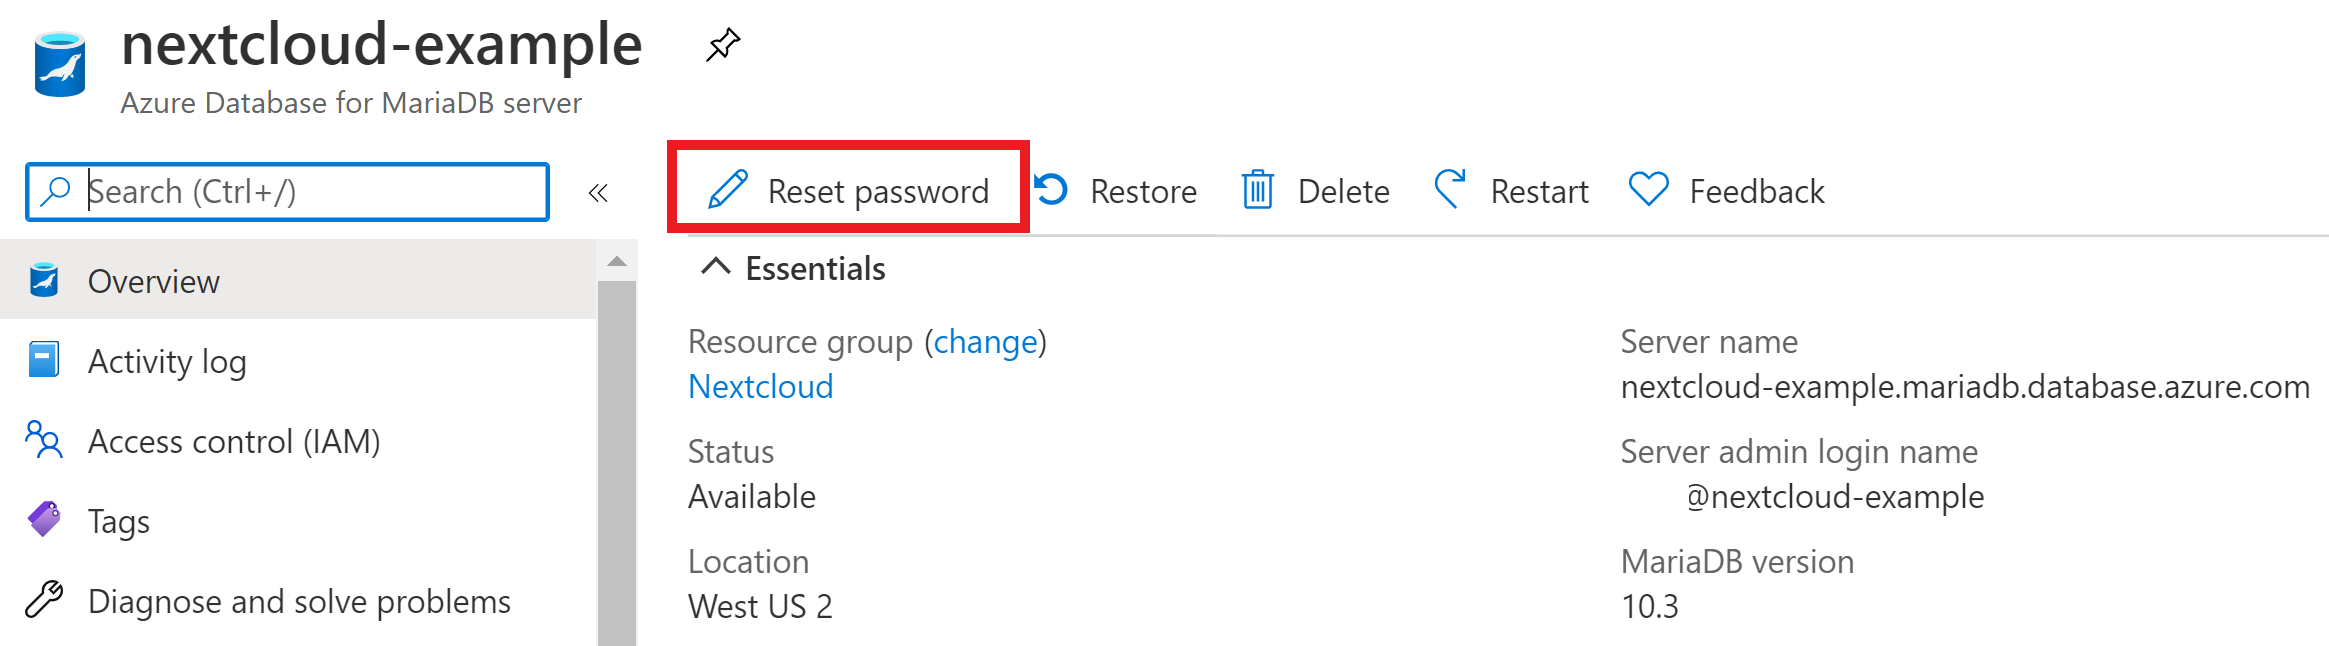 nextcloud-example
Azure Database for MariaDB server
Search (Ctrl+/)
«
Reset password
Restore
Delete
Restart
Feedback
Overview
Activity log
Access control (IAM)
Tags
Diagnose and solve problems
Essentials
Resource group (change)
Nextcloud
Status
Available
Location
West US 2
Server name
nextcloud-example.mariadb.database.azure.com
Server admin login name
@nextcloud-example
MariaDB version
10.3